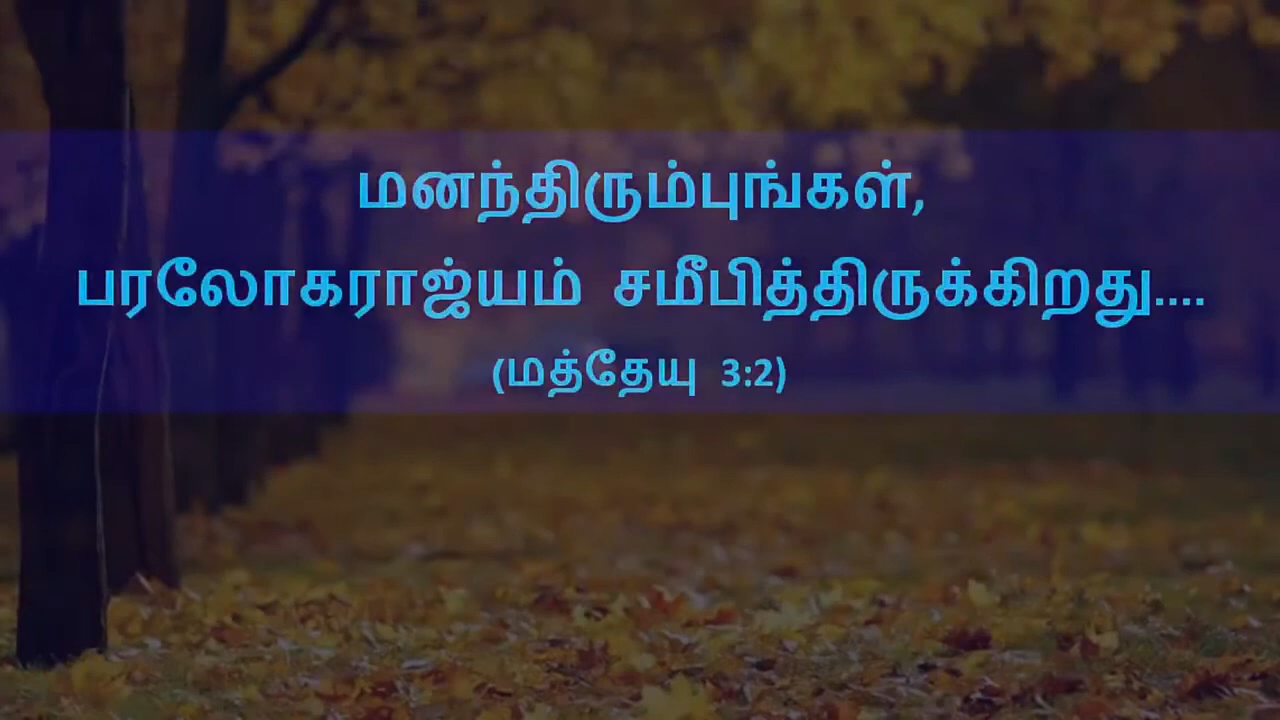 மனந்திரும்புங்கள்,
பரலோகராஜ்யம் சமீபித்திருக்கிறது....
(மத்தேயு 3:2)